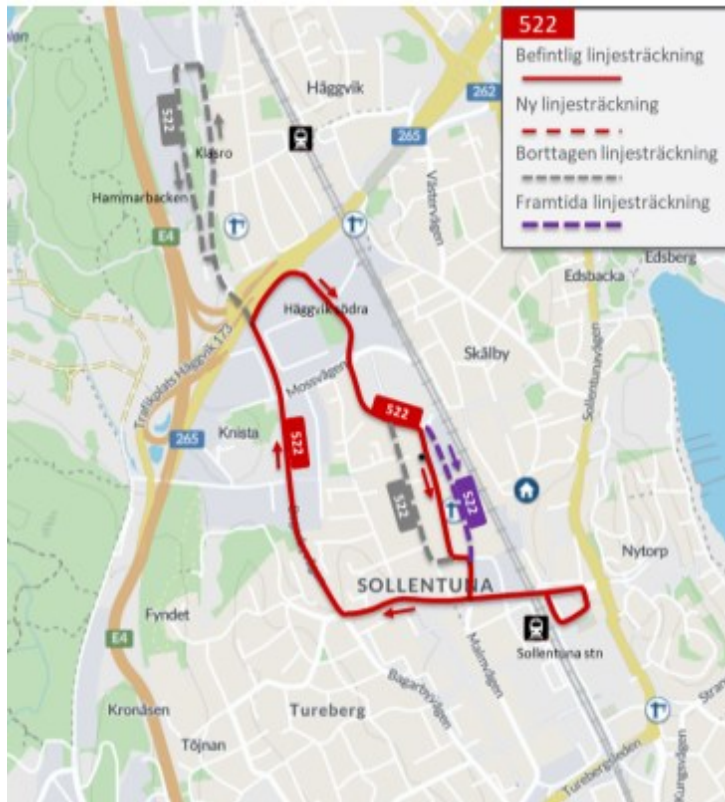 522
Befintlig linjesträckning
Ny linjesträckning
Borttagen linjesträckning
Framtida linjesträckning
Häggvik
262
265
522
Klasro
Hammarbacken
Västervägen
E4
Edsberg
Edsbacka
Häggvik södra
Trafikplats Häggvik 173
Skälby
Sollentunavägen
Mossvägen
522
265
Knista
522
522
522
Nytorp
SOLLENTUNA
Fyndet
E4
Malmvägen
Sollentuna stn
Bagarbyvägen
Kronåsen
Tureberg
Töjnan
Turebergsleden
Kungsvägen